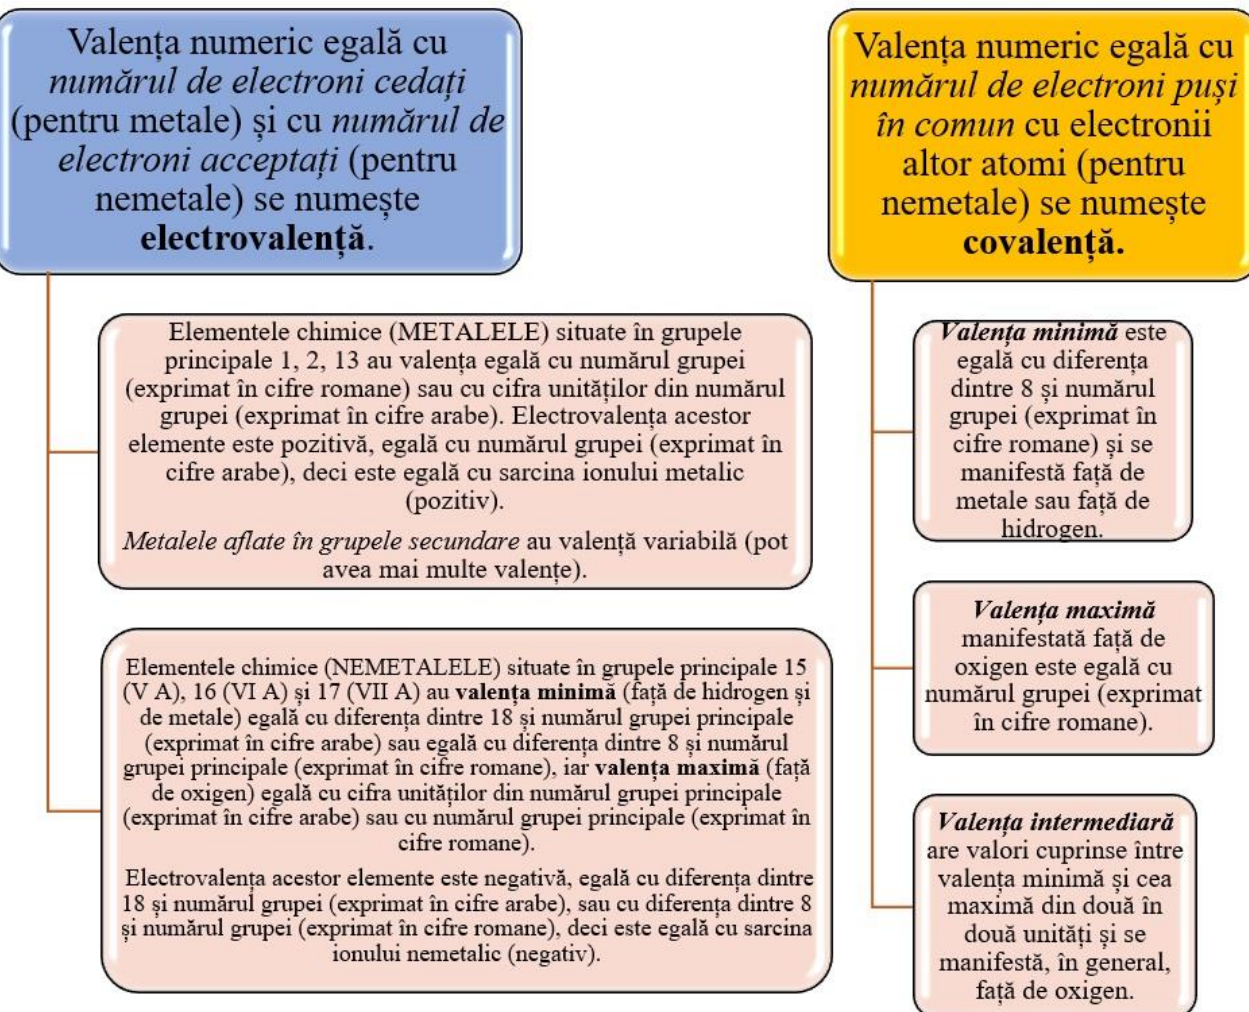 Valența numeric egală cu
numărul de electroni cedați
(pentru metale) și cu numărul de
electroni acceptați (pentru
nemetale) se numește
electrovalență.
Elementele chimice (METALELE) situate în grupele
principale 1, 2, 13 au valența egală cu numărul grupei
(exprimat în cifre romane) sau cu cifra unităților din numărul
grupei (exprimat în cifre arabe). Electrovalența acestor
elemente este pozitivă, egală cu numărul grupei (exprimat în
cifre arabe), deci este egală cu sarcina ionului metalic
(pozitiv).
Metalele aflate în grupele secundare au valență variabilă (pot
avea mai multe valențe).
Elementele chimice (NEMETALELE) situate în grupele principale 15
(V A), 16 (VI A) și 17 (VII A) au valența minimă (față de hidrogen și
de metale) egală cu diferența dintre 18 și numărul grupei principale
(exprimat în cifre arabe) sau egală cu diferența dintre 8 și numărul
grupei principale (exprimat în cifre romane), iar valența maximă (față
de oxigen) egală cu cifra unităților din numărul grupei principale
(exprimat în cifre arabe) sau cu numărul grupei principale (exprimat în
cifre romane).
Electrovalența acestor elemente este negativă, egală cu diferența dintre
18 și numărul grupei (exprimat în cifre arabe), sau cu diferența dintre 8
și numărul grupei (exprimat în cifre romane), deci este egală cu sarcina
ionului nemetalic (negativ).
Valența numeric egală cu
numărul de electroni puși
în comun cu electronii
altor atomi (pentru
nemetale) se numește
covalență.
Valența minimă este
egală cu diferența
dintre 8 și numărul
grupei (exprimat în
cifre romane) și se
manifestă față de
metale sau față de
hidrogen.
Valența maximă
manifestată față de
oxigen este egală cu
numărul grupei (exprimat
în cifre romane).
Valența intermediară
are valori cuprinse între
valența minimă și cea
maximă din două în
două unități și se
manifestă, în general,
față de oxigen.